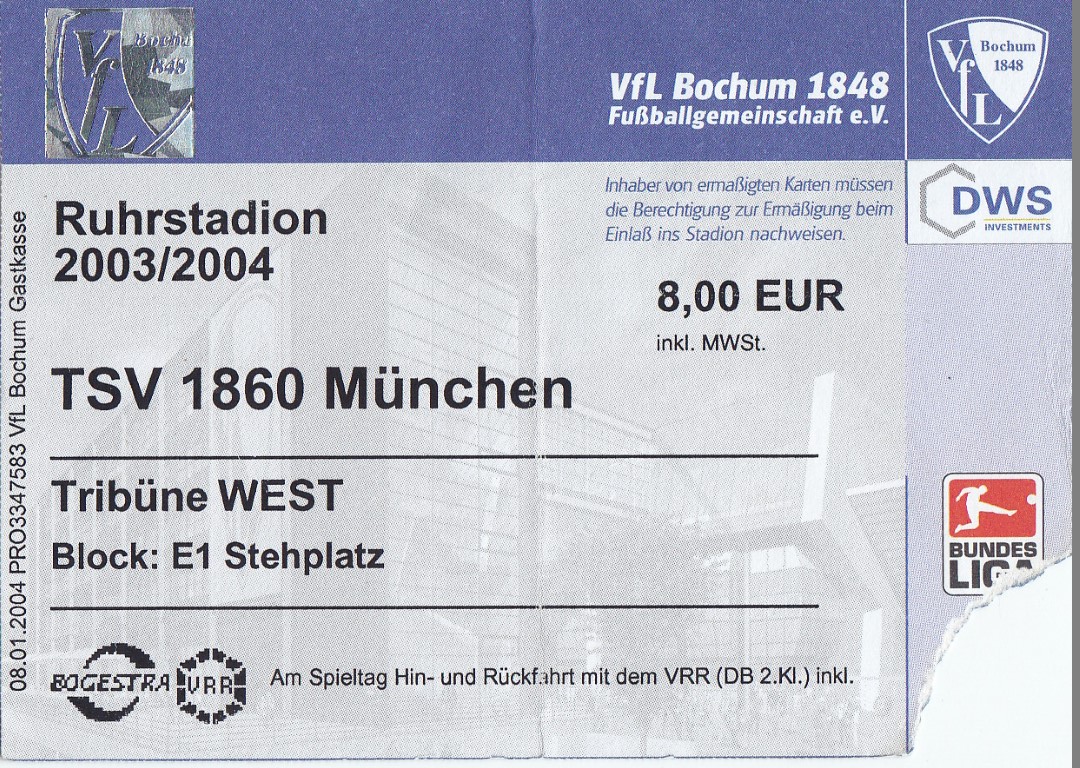 VfL
Bochu
1848
VfL Bochum 1848
Fußballgemeinschaft e.V.
VfL
Bochum
1848
Inhaber von ermaßigten Karten müssen
die Berechtigung zur Ermäßigung beim
Einlaß ins Stadion nachweisen.
DWS
INVESTMENTS
Ruhrstadion
2003/2004
8,00 EUR
inkl. MWSt.
TSV 1860 München
Tribüne WEST
Block: E1 Stehplatz
BUNDES
LIGA
BOGESTRA
VRR
Am Spieltag Hin- und Rückfahrt mit dem VRR (DB 2.Kl.) inkl.
08.01.2004 PRO3347583 VfL Bochum Gastkasse